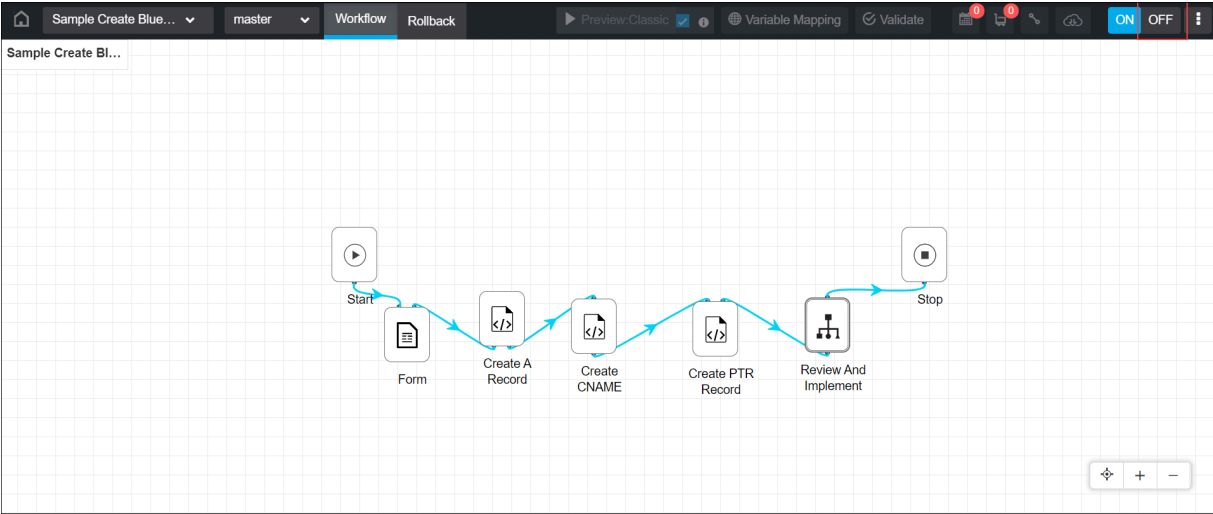 Sample Create Blue...
master
Workflow
Rollback
Preview:Classic
Variable Mapping
Validate
0
0
ON
OFF
Sample Create Bl...
Start
Form
Create A
Record
Create
CNAME
Create PTR
Record
Review And
Implement
Stop